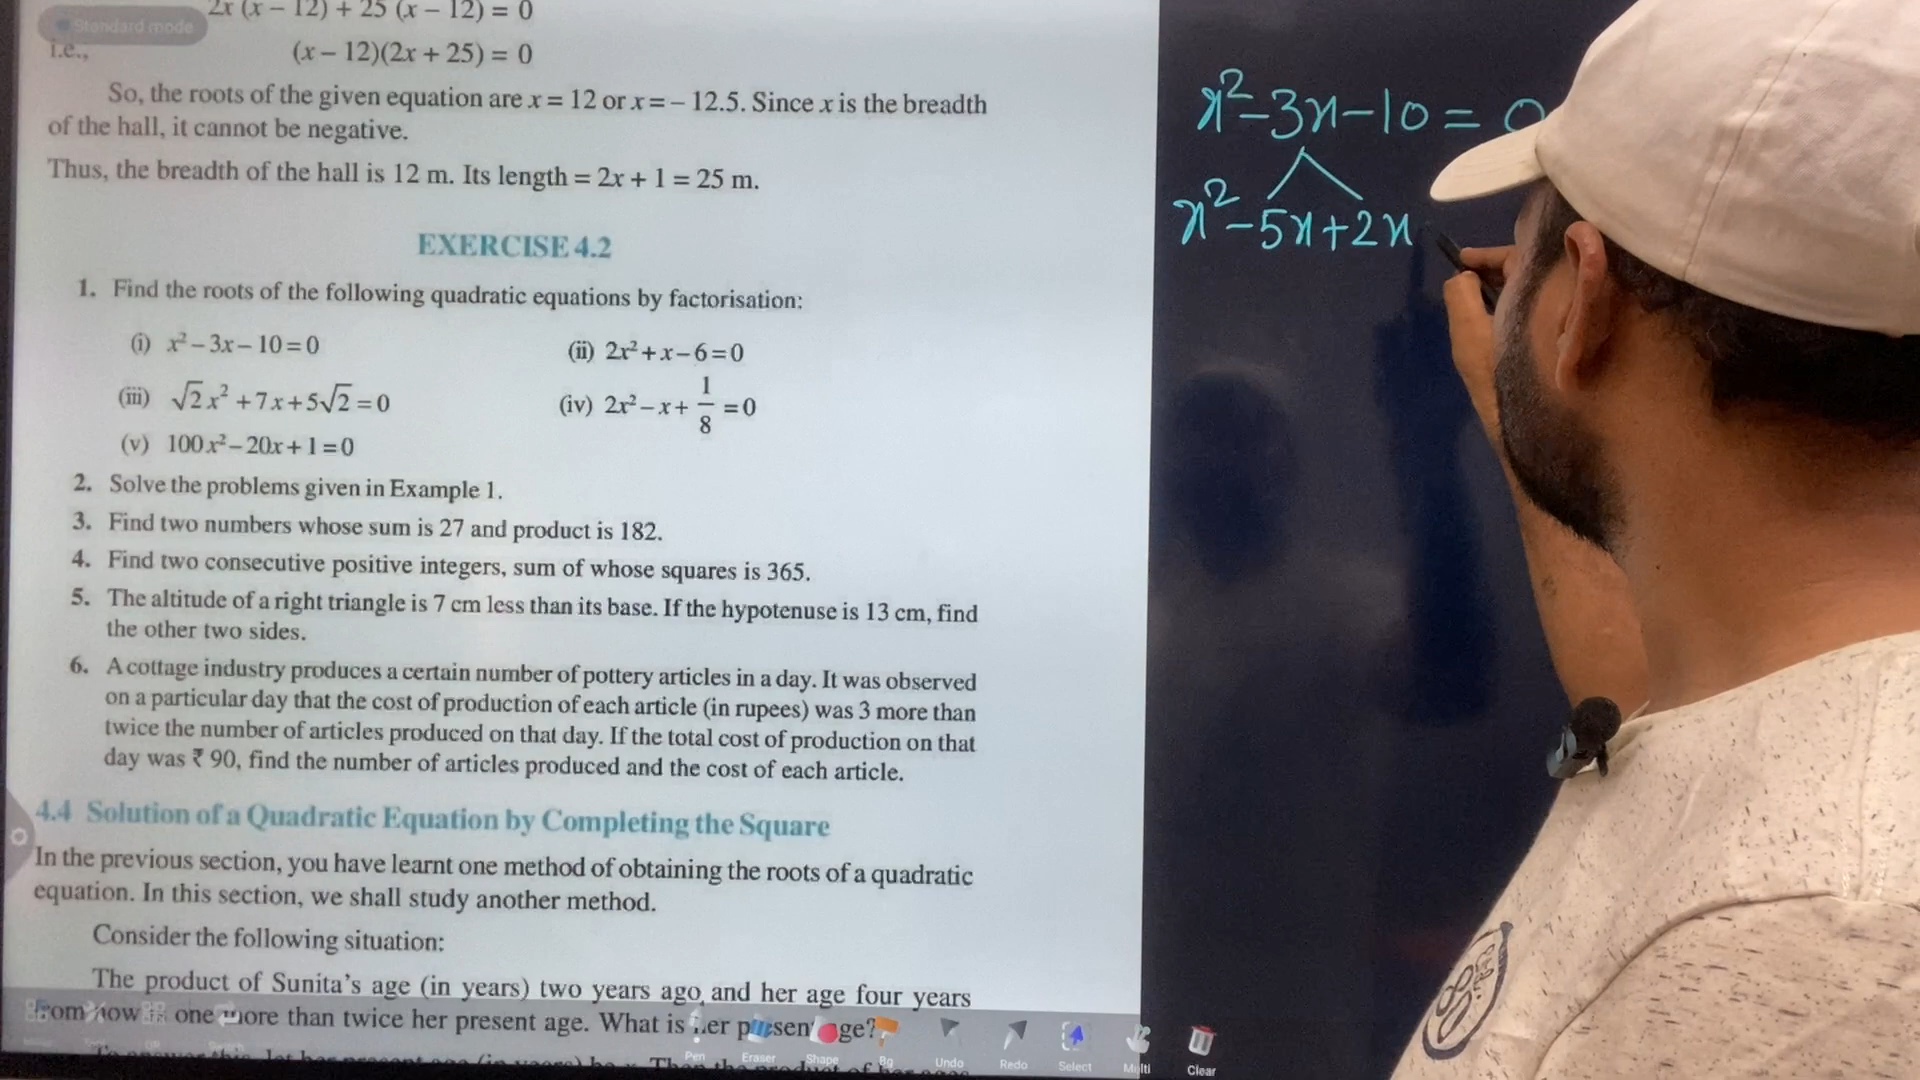 2x (x – 12) + 25 (x – 12) = 0
Standard mode
i.e., (x – 12)(2x + 25) = 0
So, the roots of the given equation are x = 12 or x = – 12.5. Since x is the breadth
of the hall, it cannot be negative.
Thus, the breadth of the hall is 12 m. Its length = 2x + 1 = 25 m.
EXERCISE 4.2
1. Find the roots of the following quadratic equations by factorisation:
(i) x² – 3x – 10 = 0 (ii) 2x² + x – 6 = 0
(iii) √2 x² + 7x + 5√2 = 0 (iv) 2x² – x + 1/8 = 0
(v) 100x² – 20x + 1 = 0
2. Solve the problems given in Example 1.
3. Find two numbers whose sum is 27 and product is 182.
4. Find two consecutive positive integers, sum of whose squares is 365.
5. The altitude of a right triangle is 7 cm less than its base. If the hypotenuse is 13 cm, find
the other two sides.
6. A cottage industry produces a certain number of pottery articles in a day. It was observed
on a particular day that the cost of production of each article (in rupees) was 3 more than
twice the number of articles produced on that day. If the total cost of production on that
day was ₹ 90, find the number of articles produced and the cost of each article.
4.4 Solution of a Quadratic Equation by Completing the Square
In the previous section, you have learnt one method of obtaining the roots of a quadratic
equation. In this section, we shall study another method.
Consider the following situation:
The product of Sunita's age (in years) two years ago and her age four years
from now is one more than twice her present age. What is her present age?
Pen Eraser Shape Bg Undo Redo Select Multi Clear
x² – 3x – 10 = 0
x² – 5x + 2x